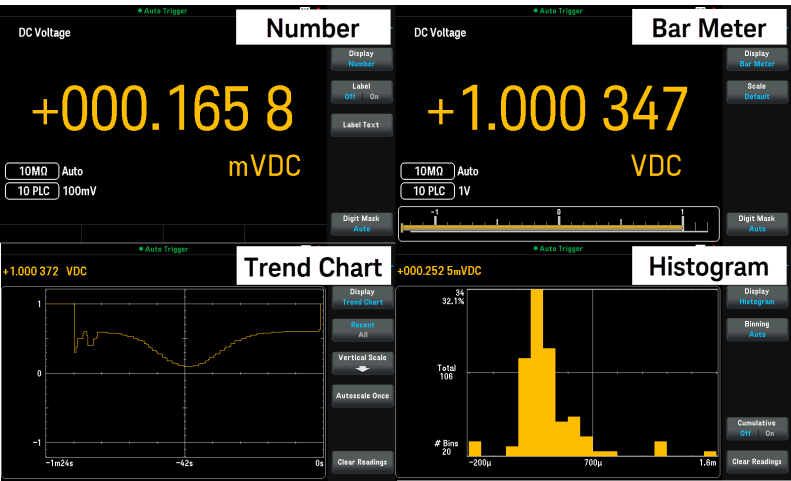 Auto Trigger
Number
DC Voltage
Display
Number
+000.165 8
Label
Off | On
Label Text
mVDC
10MΩ Auto
10 PLC 100mV
Digit Mask
Auto
Auto Trigger
Bar Meter
DC Voltage
Display
Bar Meter
+1.000 347
Scale
Default
VDC
10MΩ Auto
10 PLC 1V
-1 0 1
Digit Mask
Auto
Auto Trigger
Trend Chart
+1.000 372 VDC
Display
Trend Chart
1
Recent
All
Vertical Scale
0
Autoscale Once
-1
Clear Readings
-1m24s -42s 0s
Auto Trigger
Histogram
+000.252 5mVDC
34
32.1%
Display
Histogram
Binning
Auto
Total
106
Cumulative
Off | On
# Bins
20
Clear Readings
-200µ 700µ 1.6m